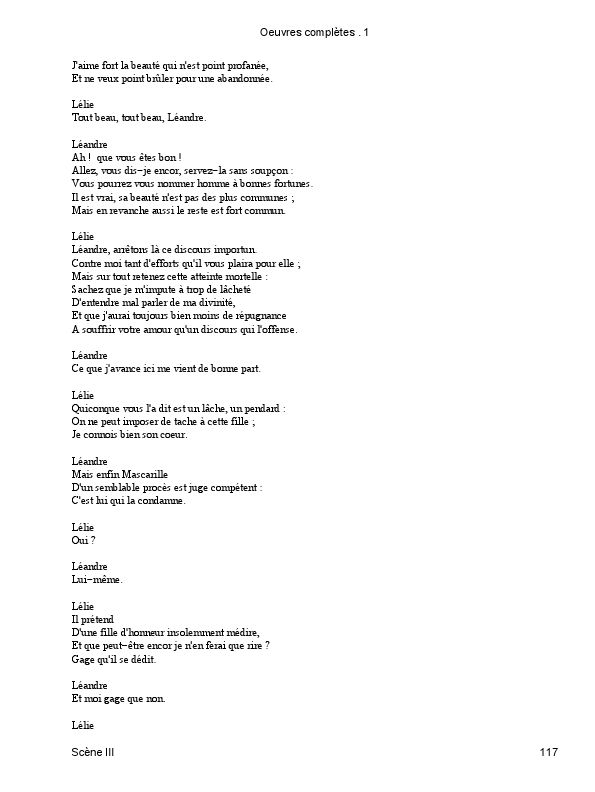 Oeuvres complètes . 1
J'aime fort la beauté qui n'est point profanée,
Et ne veux point brûler pour une abandonnée.
Lélie
Tout beau, tout beau, Léandre.
Léandre
Ah !  que vous êtes bon !
Allez, vous dis−je encor, servez−la sans soupçon :
Vous pourrez vous nommer homme à bonnes fortunes.
Il est vrai, sa beauté n'est pas des plus communes ;
Mais en revanche aussi le reste est fort commun.
Lélie
Léandre, arrêtons là ce discours importun.
Contre moi tant d'efforts qu'il vous plaira pour elle ;
Mais sur tout retenez cette atteinte mortelle :
Sachez que je m'impute à trop de lâcheté
D'entendre mal parler de ma divinité,
Et que j'aurai toujours bien moins de répugnance
A souffrir votre amour qu'un discours qui l'offense.
Léandre
Ce que j'avance ici me vient de bonne part.
Lélie
Quiconque vous l'a dit est un lâche, un pendard :
On ne peut imposer de tache à cette fille ;
Je connois bien son coeur.
Léandre
Mais enfin Mascarille
D'un semblable procès est juge compétent :
C'est lui qui la condamne.
Lélie
Oui ?
Léandre
Lui−même.
Lélie
Il prétend
D'une fille d'honneur insolemment médire,
Et que peut−être encor je n'en ferai que rire ?
Gage qu'il se dédit.
Léandre
Et moi gage que non.
Lélie
Scène III
117